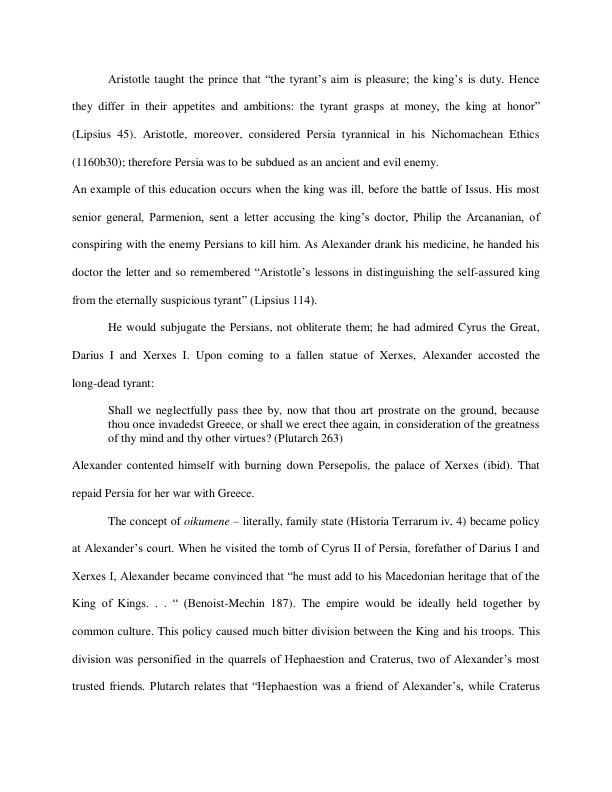 Aristotle taught the prince that “the tyrant’s aim is pleasure; the king’s is duty. Hence
they differ in their appetites and ambitions: the tyrant grasps at money, the king at honor”
(Lipsius 45). Aristotle, moreover, considered Persia tyrannical in his Nichomachean Ethics
(1160b30); therefore Persia was to be subdued as an ancient and evil enemy.
An example of this education occurs when the king was ill, before the battle of Issus. His most
senior general, Parmenion, sent a letter accusing the king’s doctor, Philip the Arcananian, of
conspiring with the enemy Persians to kill him. As Alexander drank his medicine, he handed his
doctor the letter and so remembered “Aristotle’s lessons in distinguishing the self-assured king
from the eternally suspicious tyrant” (Lipsius 114).
He would subjugate the Persians, not obliterate them; he had admired Cyrus the Great,
Darius I and Xerxes I. Upon coming to a fallen statue of Xerxes, Alexander accosted the
long-dead tyrant:
Shall we neglectfully pass thee by, now that thou art prostrate on the ground, because
thou once invadedst Greece, or shall we erect thee again, in consideration of the greatness
of thy mind and thy other virtues? (Plutarch 263)
Alexander contented himself with burning down Persepolis, the palace of Xerxes (ibid). That
repaid Persia for her war with Greece.
The concept of oikumene – literally, family state (Historia Terrarum iv, 4) became policy
at Alexander’s court. When he visited the tomb of Cyrus II of Persia, forefather of Darius I and
Xerxes I, Alexander became convinced that “he must add to his Macedonian heritage that of the
King of Kings. . . “ (Benoist-Mechin 187). The empire would be ideally held together by
common culture. This policy caused much bitter division between the King and his troops. This
division was personified in the quarrels of Hephaestion and Craterus, two of Alexander’s most
trusted friends. Plutarch relates that “Hephaestion was a friend of Alexander’s, while Craterus